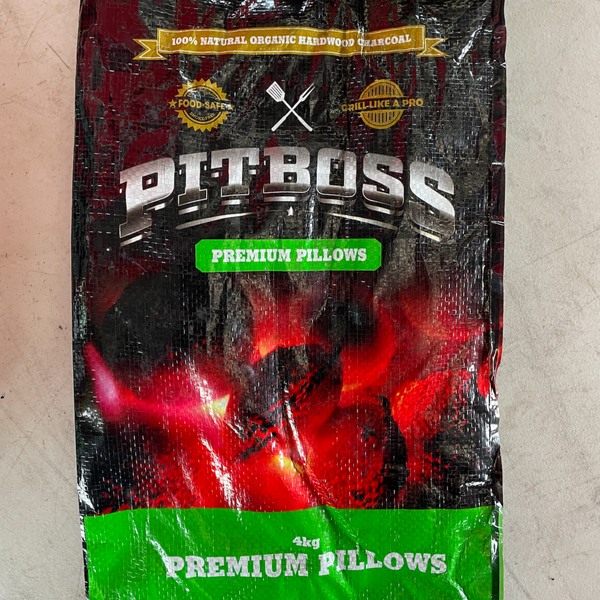 100% NATURAL ORGANIC HARDWOOD CHARCOAL
FOOD-SAFE
GRILL-LIKE A PRO
PITBOSS
PREMIUM PILLOWS
4kg
PREMIUM PILLOWS